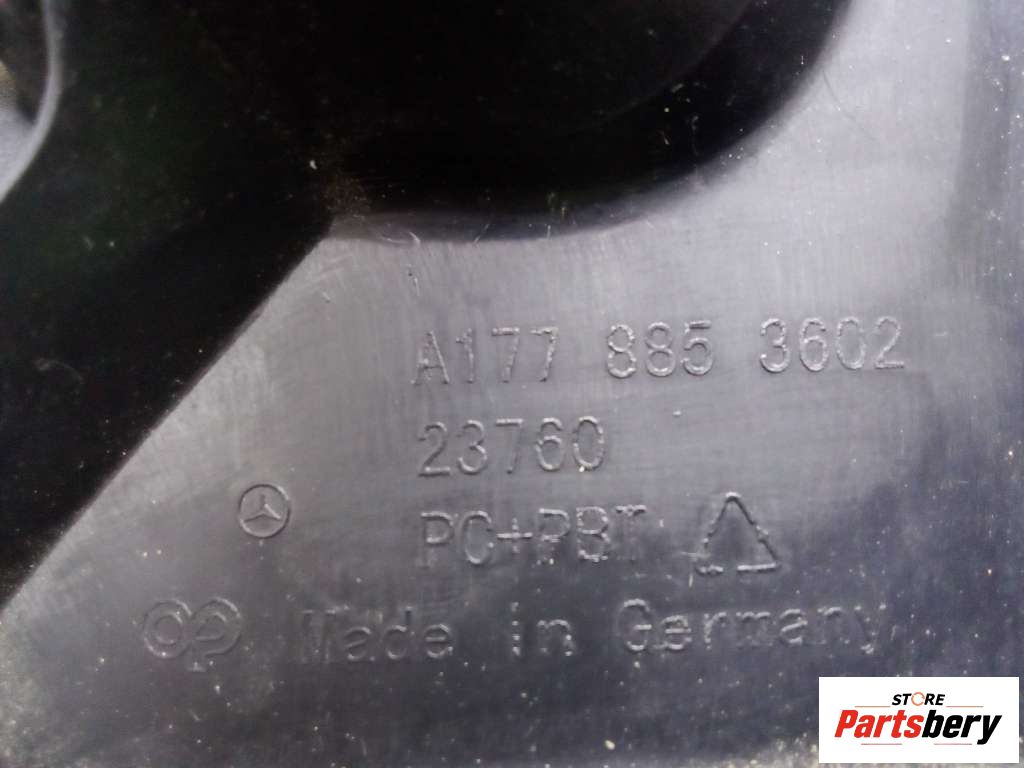 A177 885 3602
23760
PC+PBT
Made in Germany
STORE
Partsbery